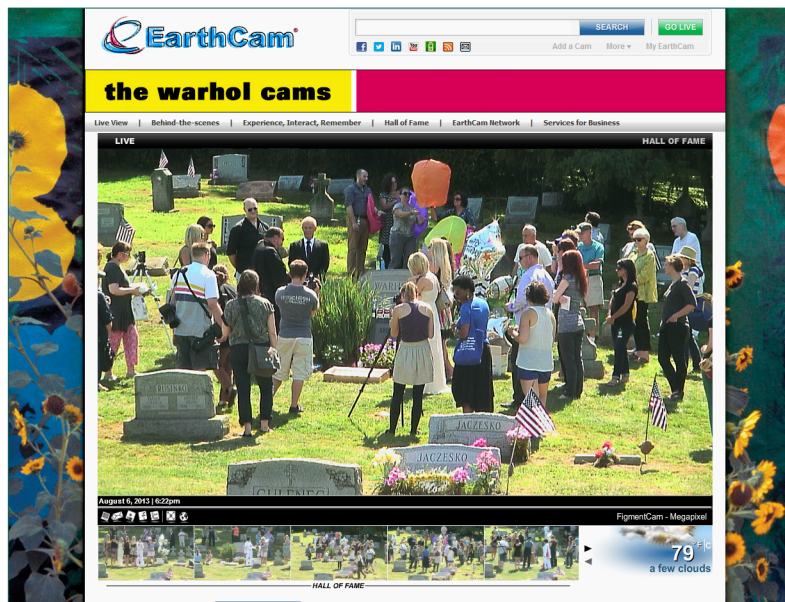 EarthCam
SEARCH
GO LIVE
Add a Cam
More ▾
My EarthCam
the warhol cams
Live View | Behind-the-scenes | Experience, Interact, Remember | Hall of Fame | EarthCam Network | Services for Business
LIVE
HALL OF FAME
WARHOL
RUSINKO
JACZESKO
JACZESKO
August 6, 2013 | 6:22pm
FigmentCam - Megapixel
79 °F|C
a few clouds
HALL OF FAME